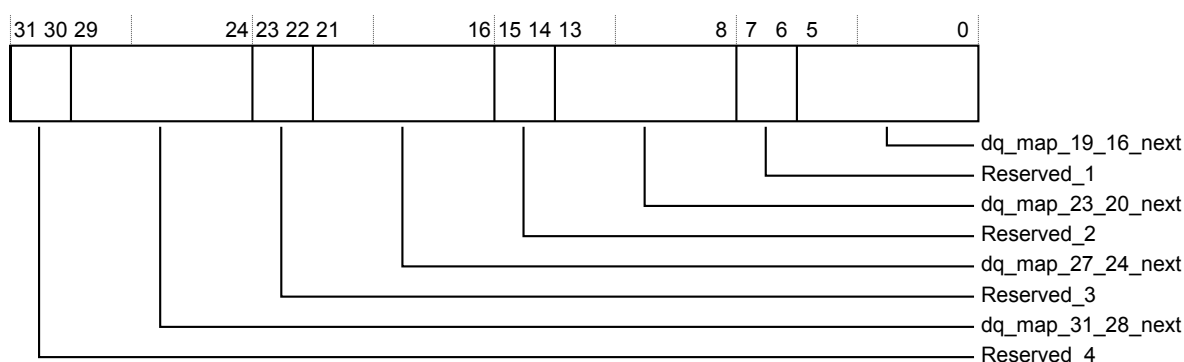 31 30 29 24 23 22 21 16 15 14 13 8 7 6 5 0
dq_map_19_16_next
Reserved_1
dq_map_23_20_next
Reserved_2
dq_map_27_24_next
Reserved_3
dq_map_31_28_next
Reserved_4